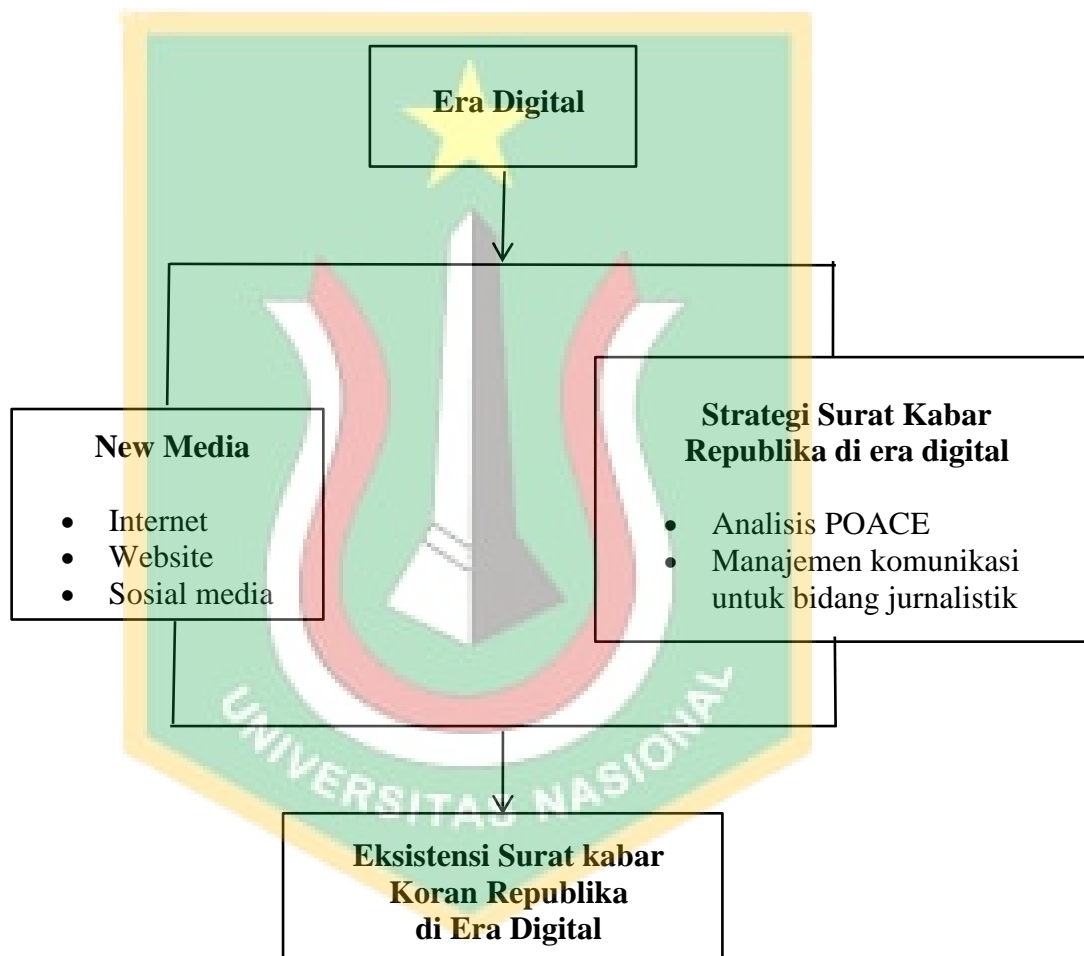 Era Digital
New Media
• Internet
• Website
• Sosial media
Strategi Surat Kabar
Republika di era digital
• Analisis POACE
• Manajemen komunikasi
untuk bidang jurnalistik
UNIVERSITAS NASIONAL
Eksistensi Surat kabar
Koran Republika
di Era Digital